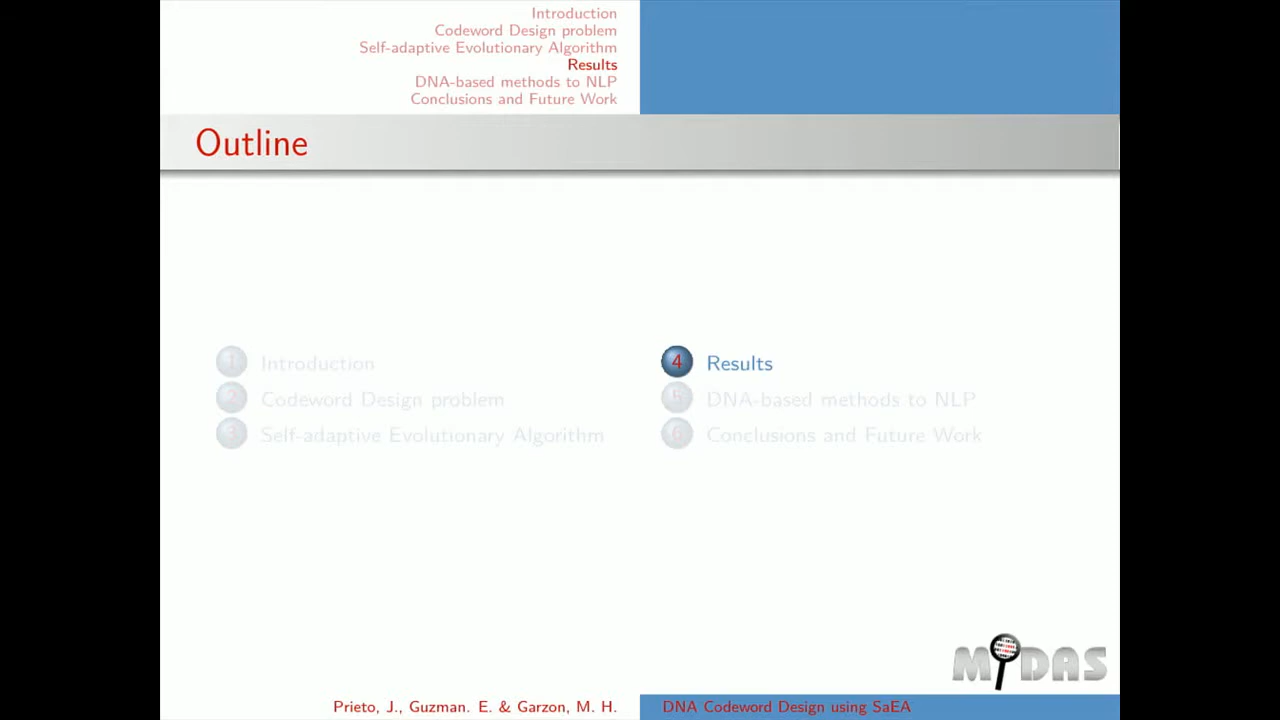 Introduction
Codeword Design problem
Self-adaptive Evolutionary Algorithm
Results
DNA-based methods to NLP
Conclusions and Future Work
Outline
1 Introduction
2 Codeword Design problem
3 Self-adaptive Evolutionary Algorithm
4 Results
5 DNA-based methods to NLP
6 Conclusions and Future Work
MIDAS
Prieto, J., Guzman. E. & Garzon, M. H.
DNA Codeword Design using SaEA